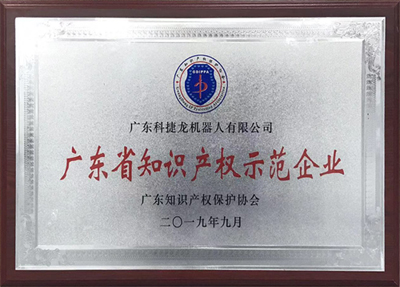 GDIPPA
广东科捷龙机器人有限公司
广东省知识产权示范企业
广东知识产权保护协会
二〇一九年九月